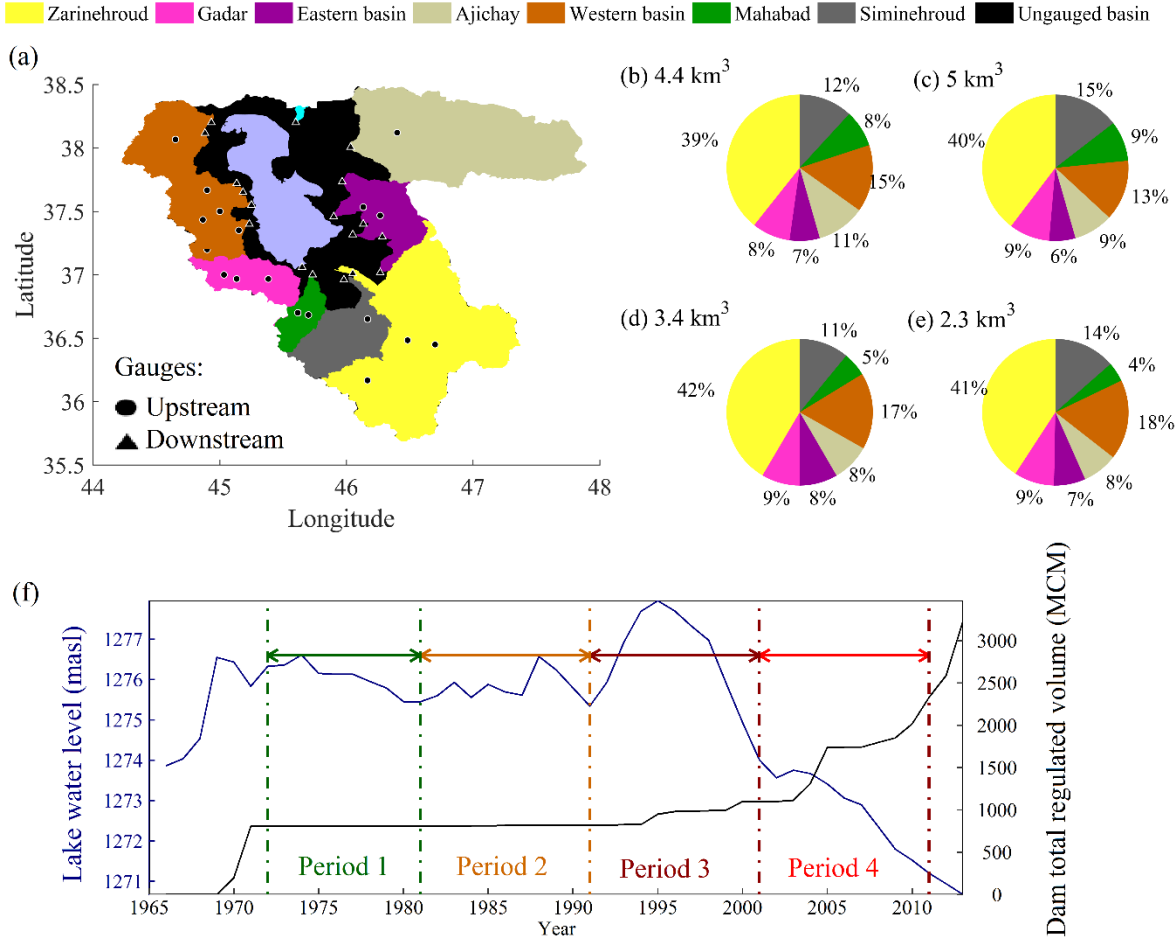 Zarinehroud Gadar Eastern basin Ajichay Western basin Mahabad Siminehroud Ungauged basin
(a)
38.5
38
37.5
37
36.5
36
35.5
Latitude
44 45 46 47 48
Longitude
Gauges:
Upstream
Downstream
(b) 4.4 km³
12%
8%
15%
11%
7%
8%
39%
(c) 5 km³
15%
9%
13%
9%
6%
9%
40%
(d) 3.4 km³
11%
5%
17%
8%
8%
9%
42%
(e) 2.3 km³
14%
4%
18%
8%
7%
9%
41%
(f)
Lake water level (masl)
1277
1276
1275
1274
1273
1272
1271
Period 1 Period 2 Period 3 Period 4
1965 1970 1975 1980 1985 1990 1995 2000 2005 2010
Year
3000
2500
2000
1500
1000
500
0
Dam total regulated volume (MCM)